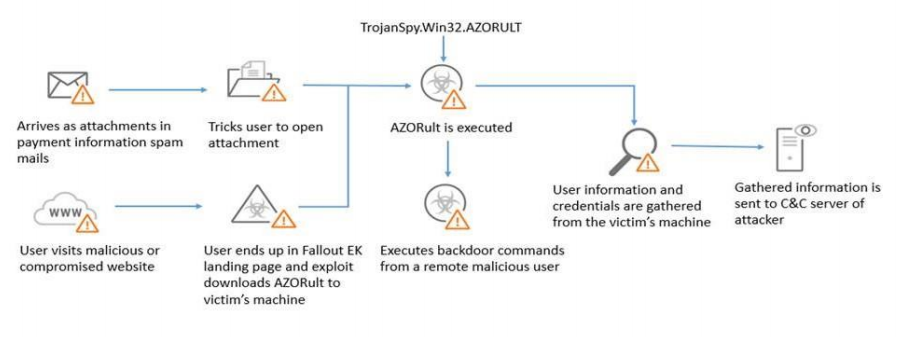 TrojanSpy.Win32.AZORULT
Arrives as attachments in
payment information spam
mails
Tricks user to open
attachment
AZORult is executed
User information and
credentials are gathered
from the victim's machine
Gathered information is
sent to C&C server of
attacker
www
User visits malicious or
compromised website
User ends up in Fallout EK
landing page and exploit
downloads AZORult to
victim's machine
Executes backdoor commands
from a remote malicious user